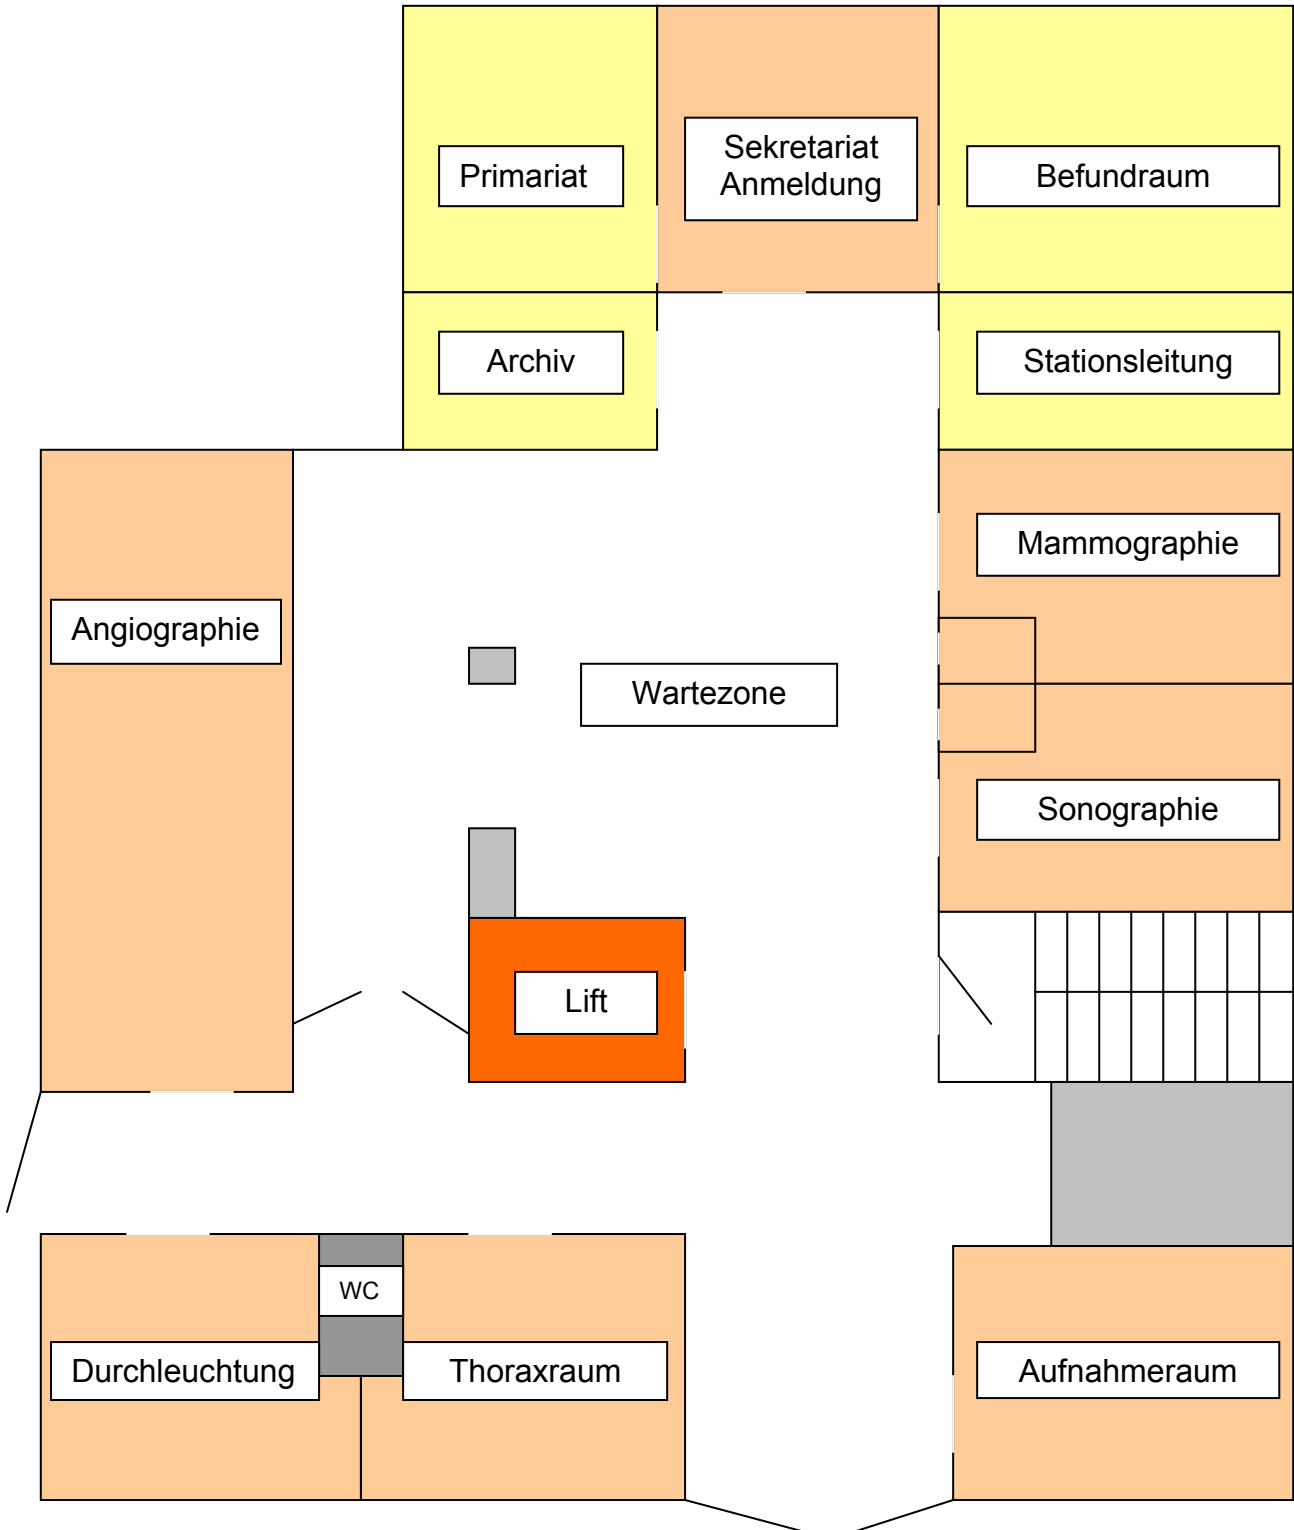 Primariat
Sekretariat
Anmeldung
Befundraum
Archiv
Stationsleitung
Mammographie
Angiographie
Wartezone
Sonographie
Lift
WC
Durchleuchtung
Thoraxraum
Aufnahmeraum